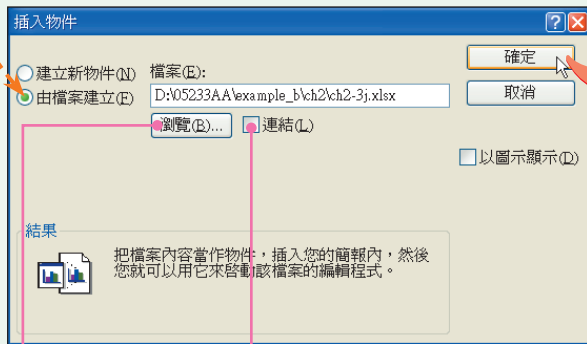 插入物件
建立新物件(N)
檔案(E):
確定
由檔案建立(F)
D:\05233AA\example_b\ch2\ch2-3j.xlsx
取消
瀏覽(B)...
連結(L)
以圖示顯示(D)
結果
把檔案內容當作物件，插入您的簡報內，然後
您就可以用它來啓動該檔案的編輯程式。